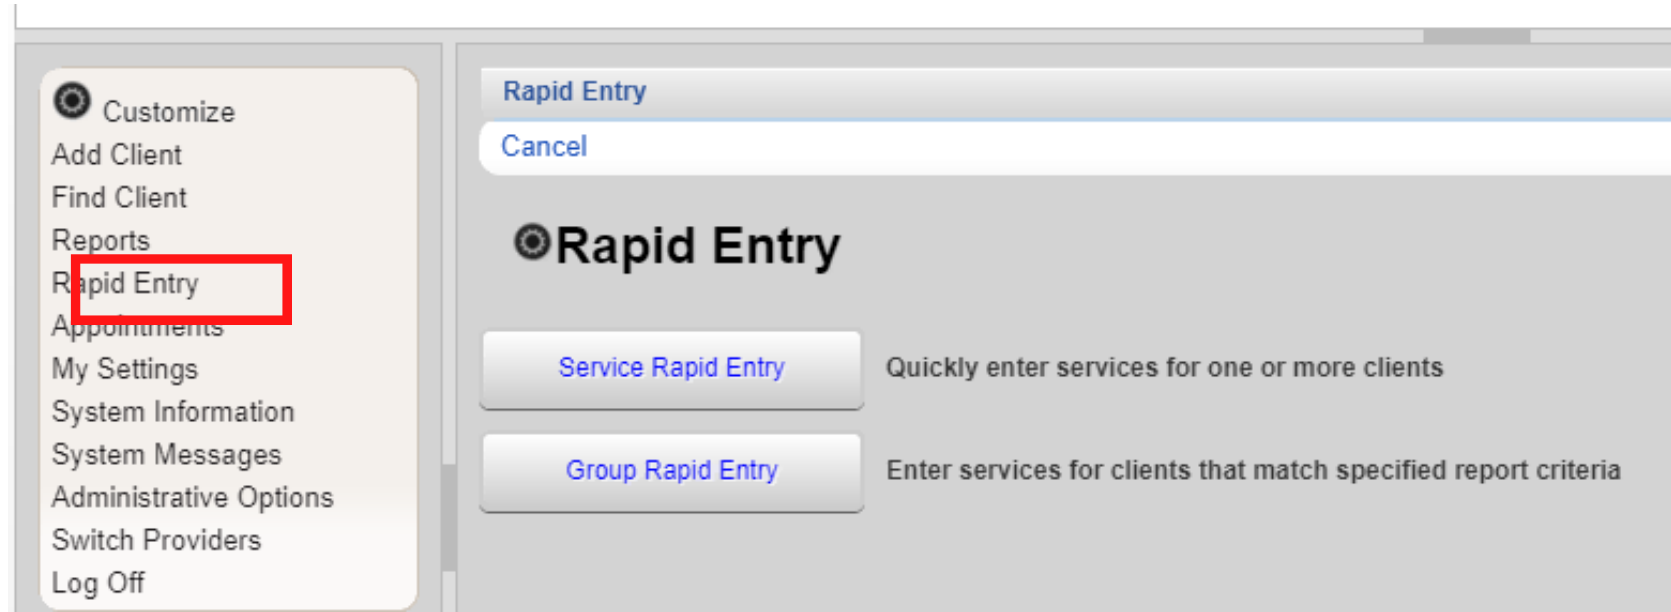 Customize
Add Client
Find Client
Reports
Rapid Entry
Appointments
My Settings
System Information
System Messages
Administrative Options
Switch Providers
Log Off
Rapid Entry
Cancel
Rapid Entry
Service Rapid Entry Quickly enter services for one or more clients
Group Rapid Entry Enter services for clients that match specified report criteria